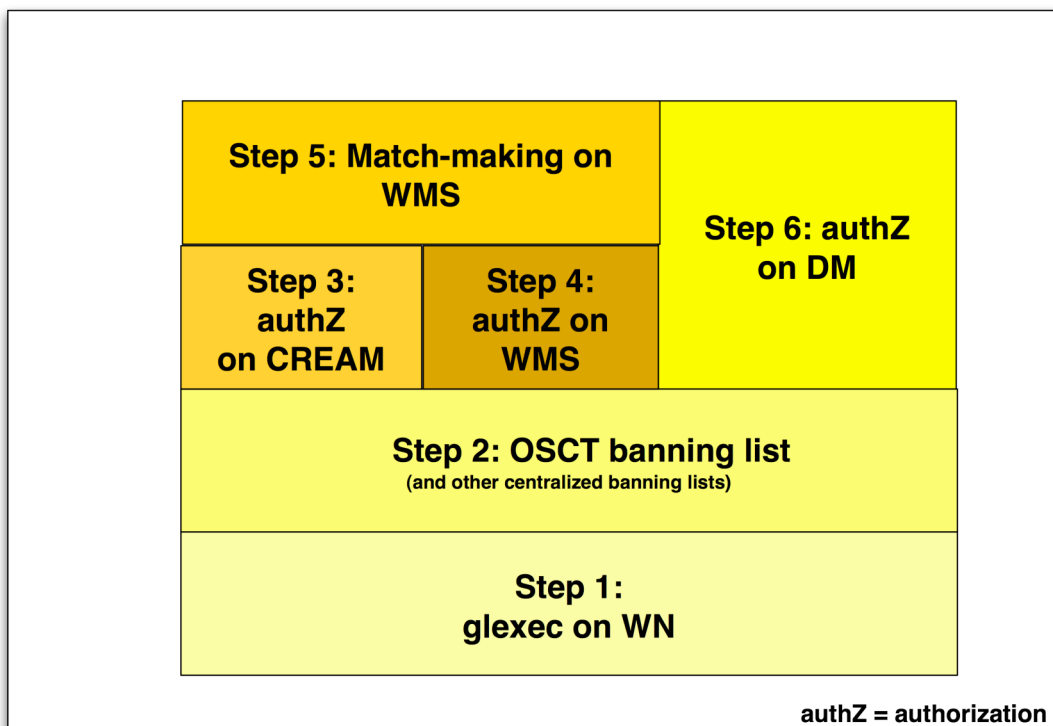 Step 5: Match-making on
WMS
Step 6: authZ
on DM
Step 3:
authZ
on CREAM
Step 4:
authZ on
WMS
Step 2: OSCT banning list
(and other centralized banning lists)
Step 1:
glexec on WN
authZ = authorization